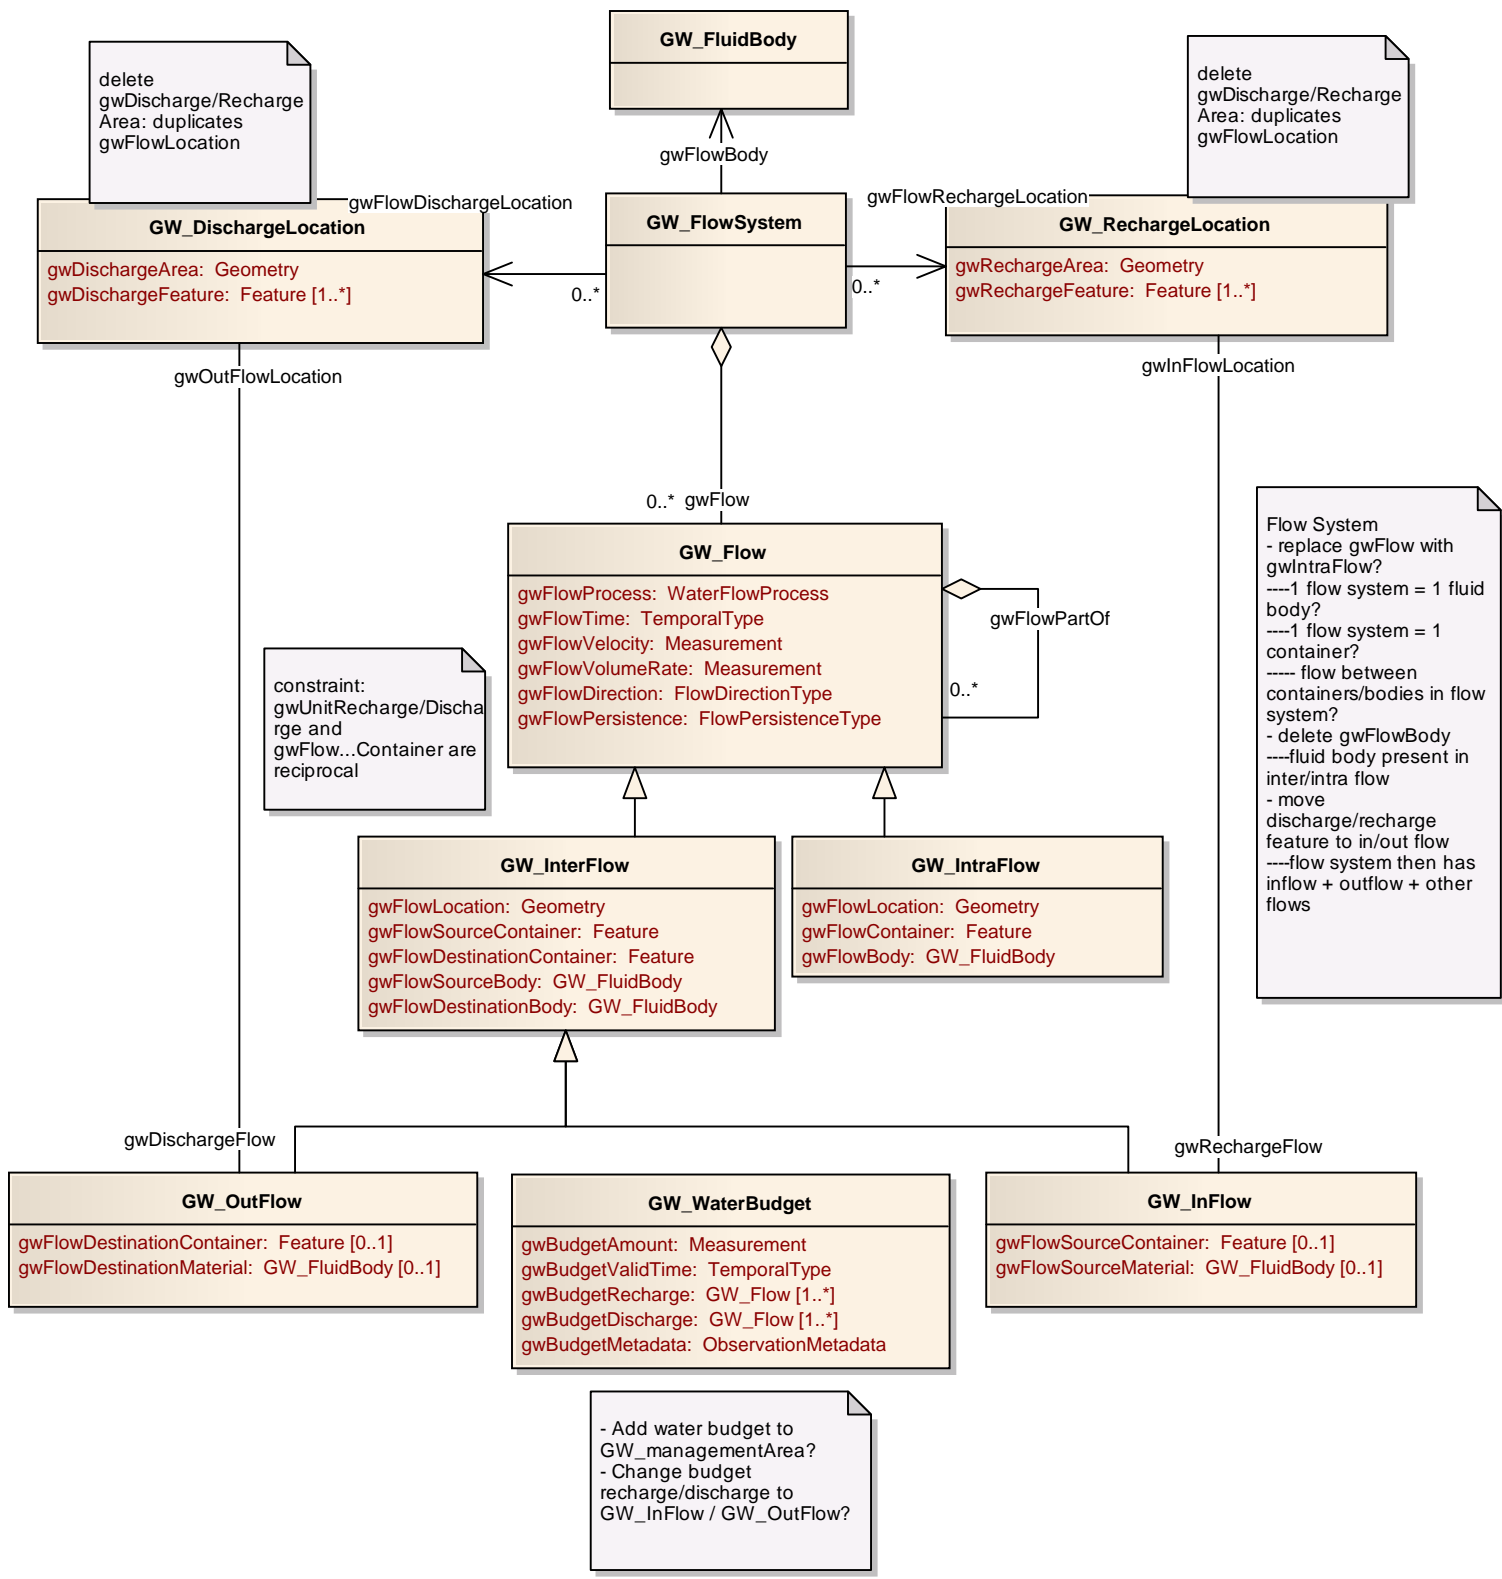 GW_FluidBody
delete
gwDischarge/Recharge
Area: duplicates
gwFlowLocation
delete
gwDischarge/Recharge
Area: duplicates
gwFlowLocation
gwFlowBody
gwFlowDischargeLocation
gwFlowRechargeLocation
GW_DischargeLocation
gwDischargeArea: Geometry
gwDischargeFeature: Feature [1..*]
GW_FlowSystem
GW_RechargeLocation
gwRechargeArea: Geometry
gwRechargeFeature: Feature [1..*]
0..*
0..*
gwOutFlowLocation
gwInFlowLocation
0..*
gwFlow
GW_Flow
gwFlowProcess: WaterFlowProcess
gwFlowTime: TemporalType
gwFlowVelocity: Measurement
gwFlowVolumeRate: Measurement
gwFlowDirection: FlowDirectionType
gwFlowPersistence: FlowPersistenceType
gwFlowPartOf
0..*
Flow System
- replace gwFlow with
gwIntraFlow?
----1 flow system = 1 fluid
body?
----1 flow system = 1
container?
----- flow between
containers/bodies in flow
system?
- delete gwFlowBody
----fluid body present in
inter/intra flow
- move
discharge/recharge
feature to in/out flow
----flow system then has
inflow + outflow + other
flows
constraint:
gwUnitRecharge/Discha
rge and
gwFlow...Container are
reciprocal
GW_InterFlow
gwFlowLocation: Geometry
gwFlowSourceContainer: Feature
gwFlowDestinationContainer: Feature
gwFlowSourceBody: GW_FluidBody
gwFlowDestinationBody: GW_FluidBody
GW_IntraFlow
gwFlowLocation: Geometry
gwFlowContainer: Feature
gwFlowBody: GW_FluidBody
gwDischargeFlow
gwRechargeFlow
GW_OutFlow
gwFlowDestinationContainer: Feature [0..1]
gwFlowDestinationMaterial: GW_FluidBody [0..1]
GW_WaterBudget
gwBudgetAmount: Measurement
gwBudgetValidTime: TemporalType
gwBudgetRecharge: GW_Flow [1..*]
gwBudgetDischarge: GW_Flow [1..*]
gwBudgetMetadata: ObservationMetadata
GW_InFlow
gwFlowSourceContainer: Feature [0..1]
gwFlowSourceMaterial: GW_FluidBody [0..1]
- Add water budget to
GW_managementArea?
- Change budget
recharge/discharge to
GW_InFlow / GW_OutFlow?